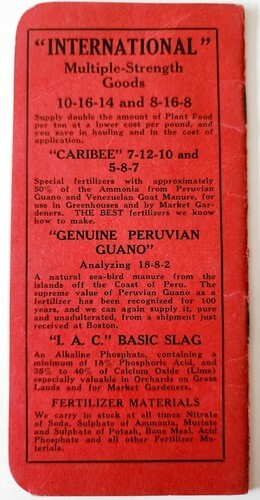 "INTERNATIONAL"
Multiple-Strength
Goods
10-16-14 and 8-16-8
Supply double the amount of Plant Food
per ton at a lower cost per pound, and
you save in hauling and in the cost of
application.
"CARIBEE" 7-12-10 and
5-8-7
Special fertilizers with approximately
50% of the Ammonia from Peruvian
Guano and Venezuelan Goat Manure, for
use in Greenhouses and by Market Gar-
deners. THE BEST fertilizers we know
how to make.
"GENUINE PERUVIAN
GUANO"
Analyzing 18-8-2
A natural sea-bird manure from the
islands off the Coast of Peru. The
supreme value of Peruvian Guano as a
fertilizer has been recognized for 100
years, and we can again supply it, pure
and unadulterated, from a shipment just
received at Boston.
"I. A. C." BASIC SLAG
An Alkaline Phosphate, containing a
minimum of 18% Phosphoric Acid, and
35% to 40% of Calcium Oxide (Lime)
especially valuable in Orchards on Grass
Lands and for Market Gardeners.
FERTILIZER MATERIALS
We carry in stock at all times Nitrate
of Soda, Sulphate of Ammonia, Muriate
and Sulphate of Potash, Bone Meal, Acid
Phosphate and all other Fertilizer Ma-
terials.